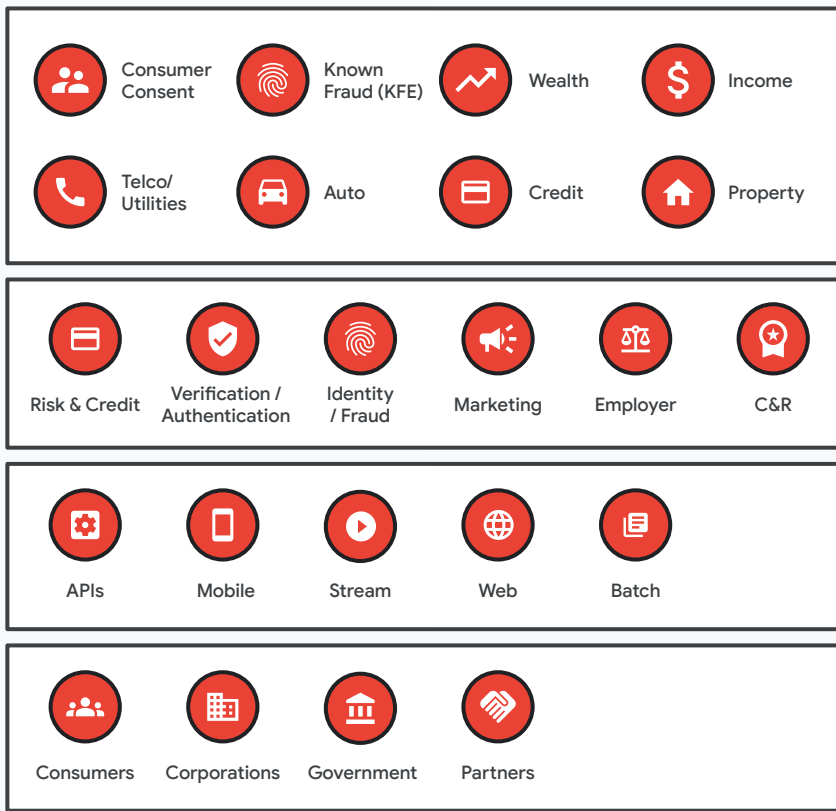 Consumer
Consent
Known
Fraud (KFE)
Wealth
Income
Telco/
Utilities
Auto
Credit
Property
Risk & Credit
Verification /
Authentication
Identity
/ Fraud
Marketing
Employer
C&R
APIs
Mobile
Stream
Web
Batch
Consumers
Corporations
Government
Partners